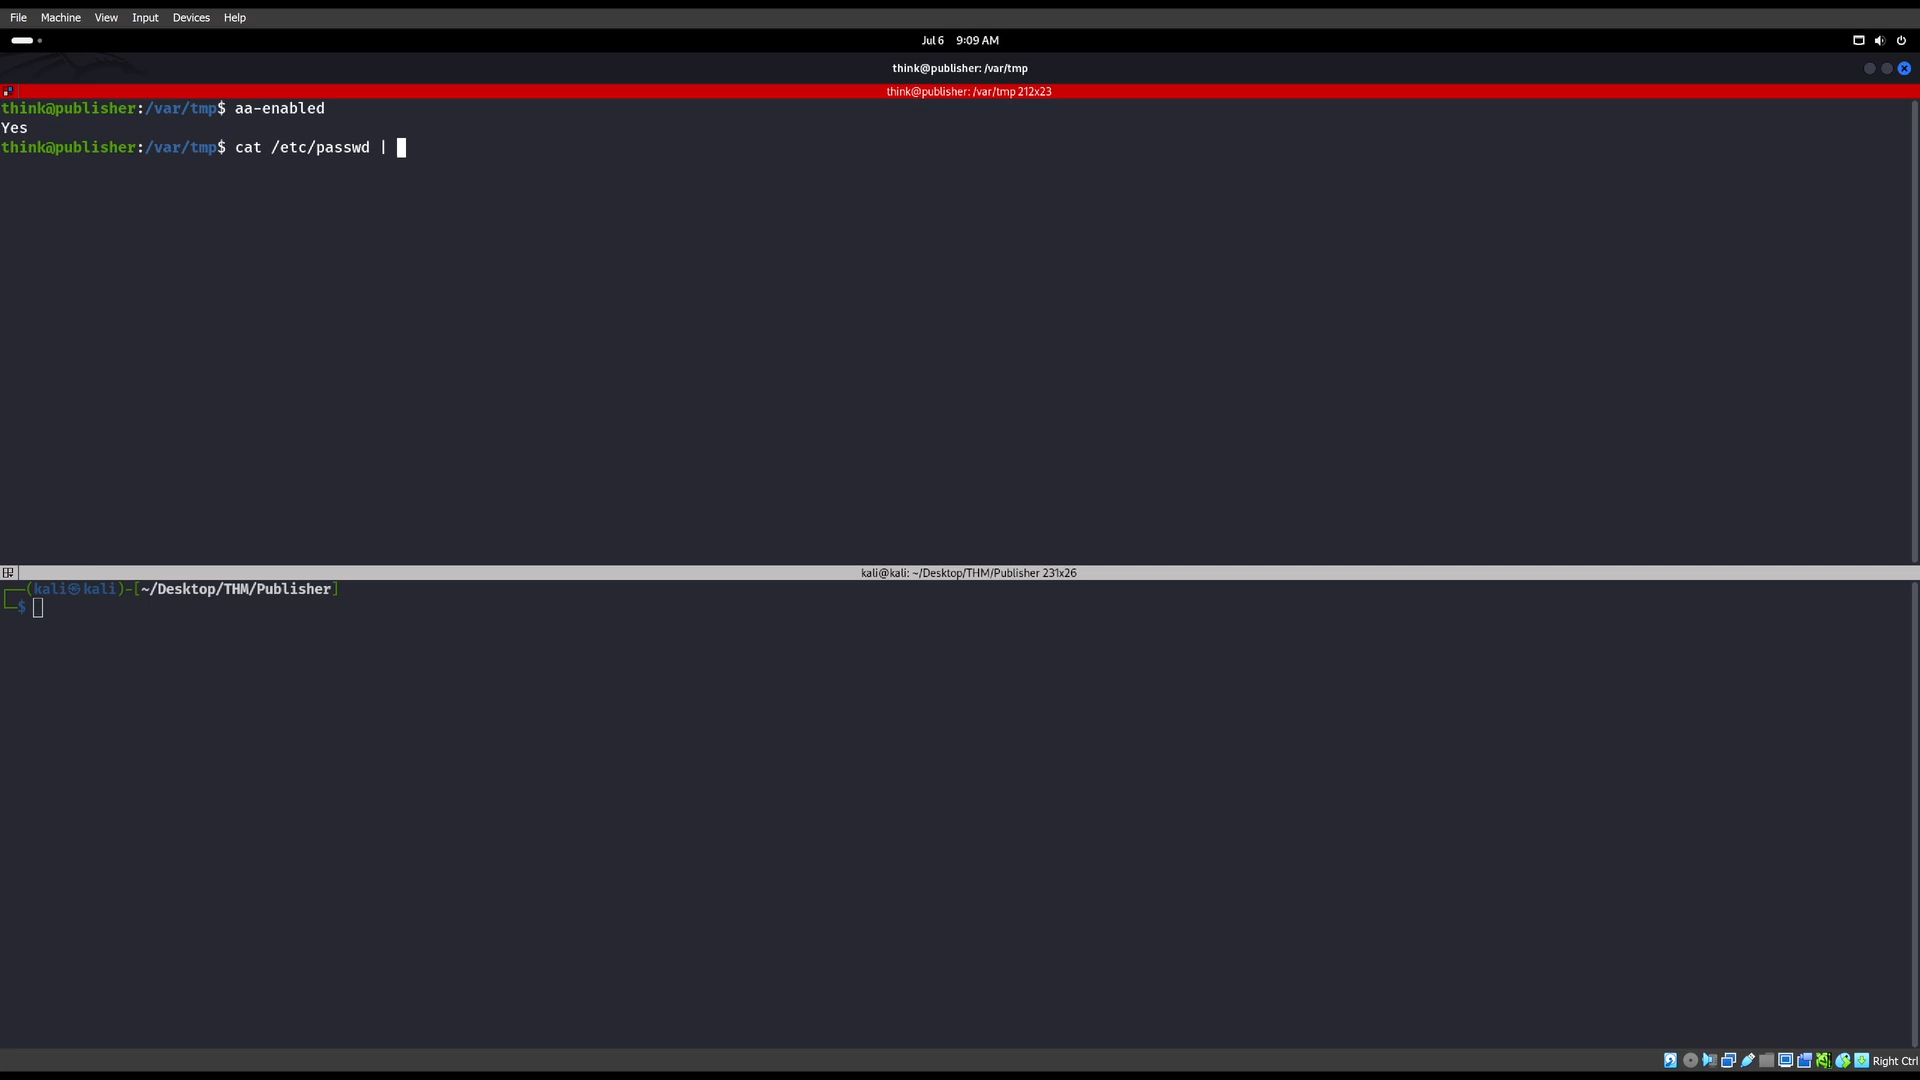 File Machine View Input Devices Help
Jul 6 9:09 AM
think@publisher: /var/tmp
think@publisher: /var/tmp 212x23
think@publisher:/var/tmp$ aa-enabled
Yes
think@publisher:/var/tmp$ cat /etc/passwd |
kali@kali: ~/Desktop/THM/Publisher 231x26
(kali㉿kali)-[~/Desktop/THM/Publisher]
$
Right Ctrl